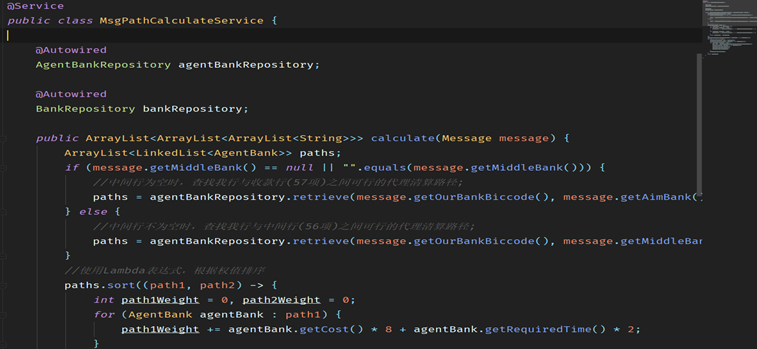 @Service
public class MsgPathCalculateService {
@Autowired
AgentBankRepository agentBankRepository;
@Autowired
BankRepository bankRepository;
public ArrayList<ArrayList<ArrayList<String>>> calculate(Message message) {
ArrayList<LinkedList<AgentBank>> paths;
if (message.getMiddleBank() == null || "".equals(message.getMiddleBank())) {
//中间行为空时，查找我行与收款行(57项)之间可行的代理清算路径;
paths = agentBankRepository.retrieve(message.getOurBankBiccode(), message.getAimBank()
} else {
//中间行不为空时，查找我行与中间行(56项)之间可行的代理清算路径;
paths = agentBankRepository.retrieve(message.getOurBankBiccode(), message.getMiddleBan
}
//使用Lambda表达式，根据权值排序
paths.sort((path1, path2) -> {
int path1Weight = 0, path2Weight = 0;
for (AgentBank agentBank : path1) {
path1Weight += agentBank.getCost() * 8 + agentBank.getRequiredTime() * 2;
}